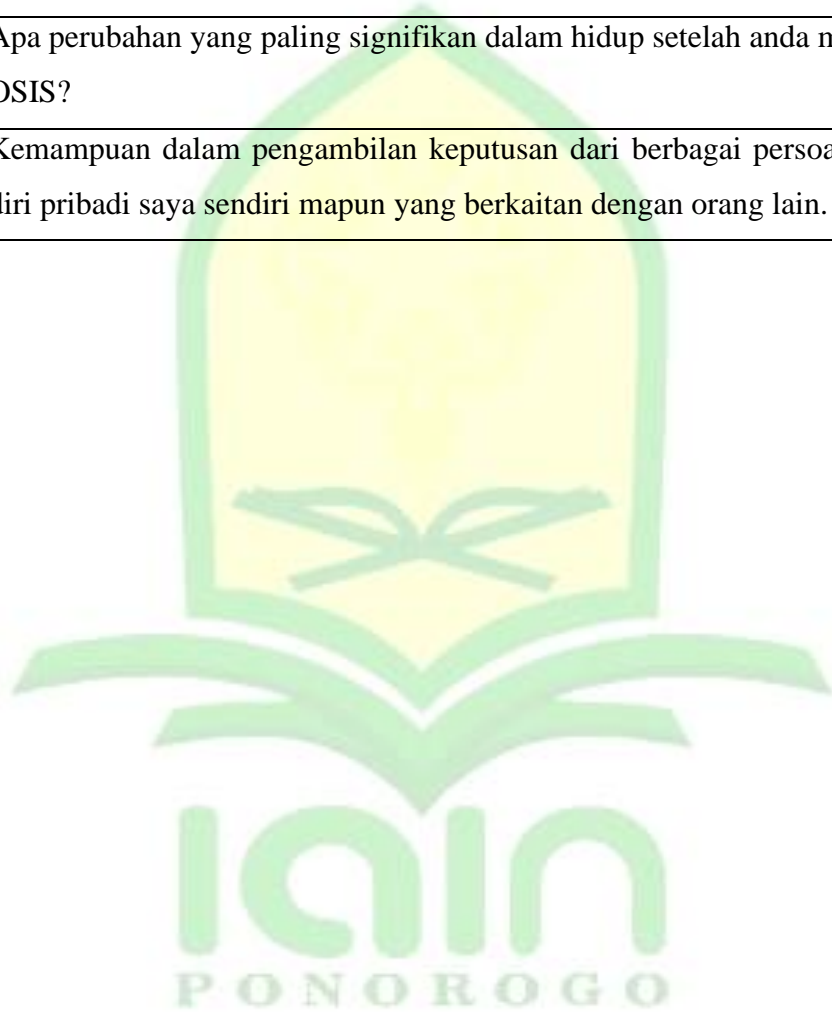 Apa perubahan yang paling signifikan dalam hidup setelah anda
OSIS?
Kemampuan dalam pengambilan keputusan dari berbagai
diri pribadi saya sendiri mapun yang berkaitan dengan orang lain.
iain
PONOROGO